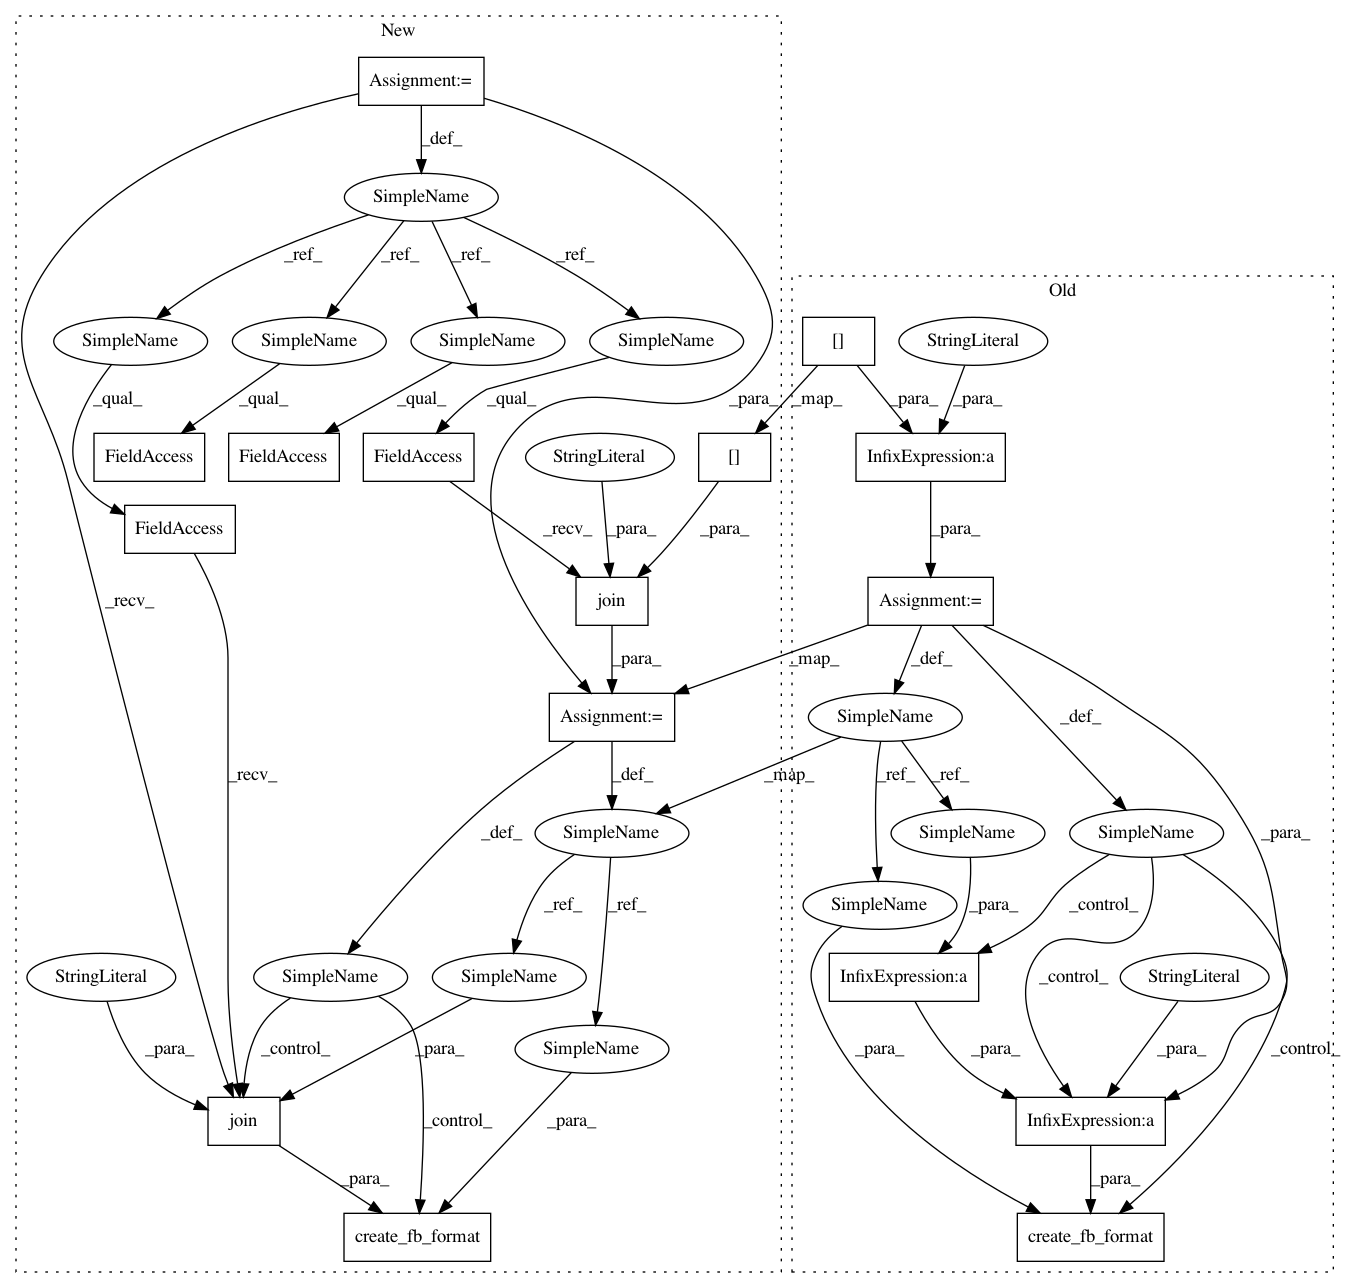 New
Assignment:=
_def_
SimpleName
_ref_ _ref_ _ref_ _ref_
Old
SimpleName SimpleName SimpleName SimpleName [] StringLiteral
_qual_ _qual_ _qual_ _qual_ _para_ _map_ _para_ _para_
FieldAccess FieldAccess FieldAccess StringLiteral [] InfixExpression:a
FieldAccess _recv_ _para_ _para_ _para_
_recv_ join Assignment:=
_para_ _map_ _def_
Assignment:= SimpleName _def_
_recv_ _def_ _map_ _ref_ _ref_
_def_ SimpleName SimpleName SimpleName _para_
_ref_ _ref_ SimpleName _para_ _control_
StringLiteral SimpleName SimpleName InfixExpression:a _control_ StringLiteral
_para_ _control_ _para_ SimpleName _para_ _para_ _para_ _control_
join _control_ _para_ InfixExpression:a
_para_ _para_
create_fb_format create_fb_format